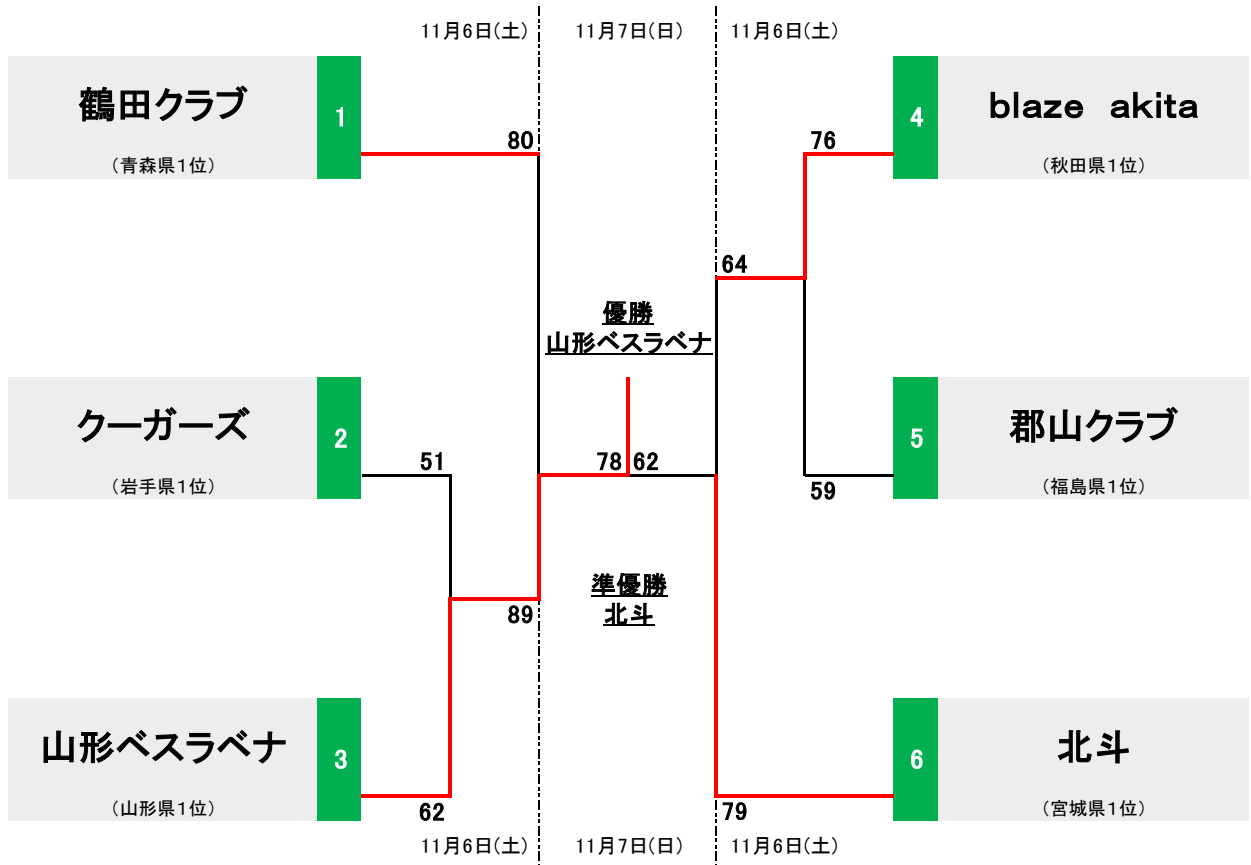 11月6日(土)
11月7日(日)
11月6日(土)
鶴田クラブ
(青森県1位)
1
80
4
blaze akita
(秋田県1位)
76
64
優勝
山形ベスラベナ
クーガーズ
(岩手県1位)
2
51
78
62
5
郡山クラブ
(福島県1位)
59
準優勝
北斗
89
山形ベスラベナ
(山形県1位)
3
62
6
北斗
(宮城県1位)
79
11月6日(土)
11月7日(日)
11月6日(土)